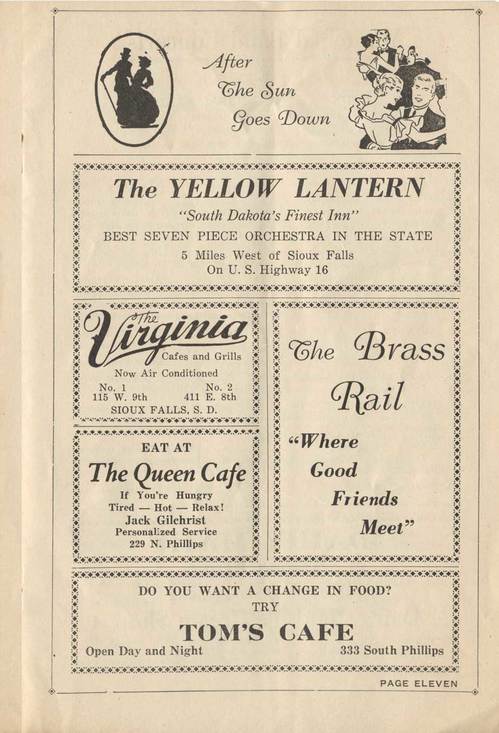 After
The Sun
Goes Down
The YELLOW LANTERN
"South Dakota's Finest Inn"
BEST SEVEN PIECE ORCHESTRA IN THE STATE
5 Miles West of Sioux Falls
On U. S. Highway 16
The
Virginia
Cafes and Grills
Now Air Conditioned
No. 1 No. 2
115 W. 9th 411 E. 8th
SIOUX FALLS, S. D.
EAT AT
The Queen Cafe
If You're Hungry
Tired — Hot — Relax!
Jack Gilchrist
Personalized Service
229 N. Phillips
The Brass
Rail
"Where
Good
Friends
Meet"
DO YOU WANT A CHANGE IN FOOD?
TRY
TOM'S CAFE
Open Day and Night 333 South Phillips
PAGE ELEVEN